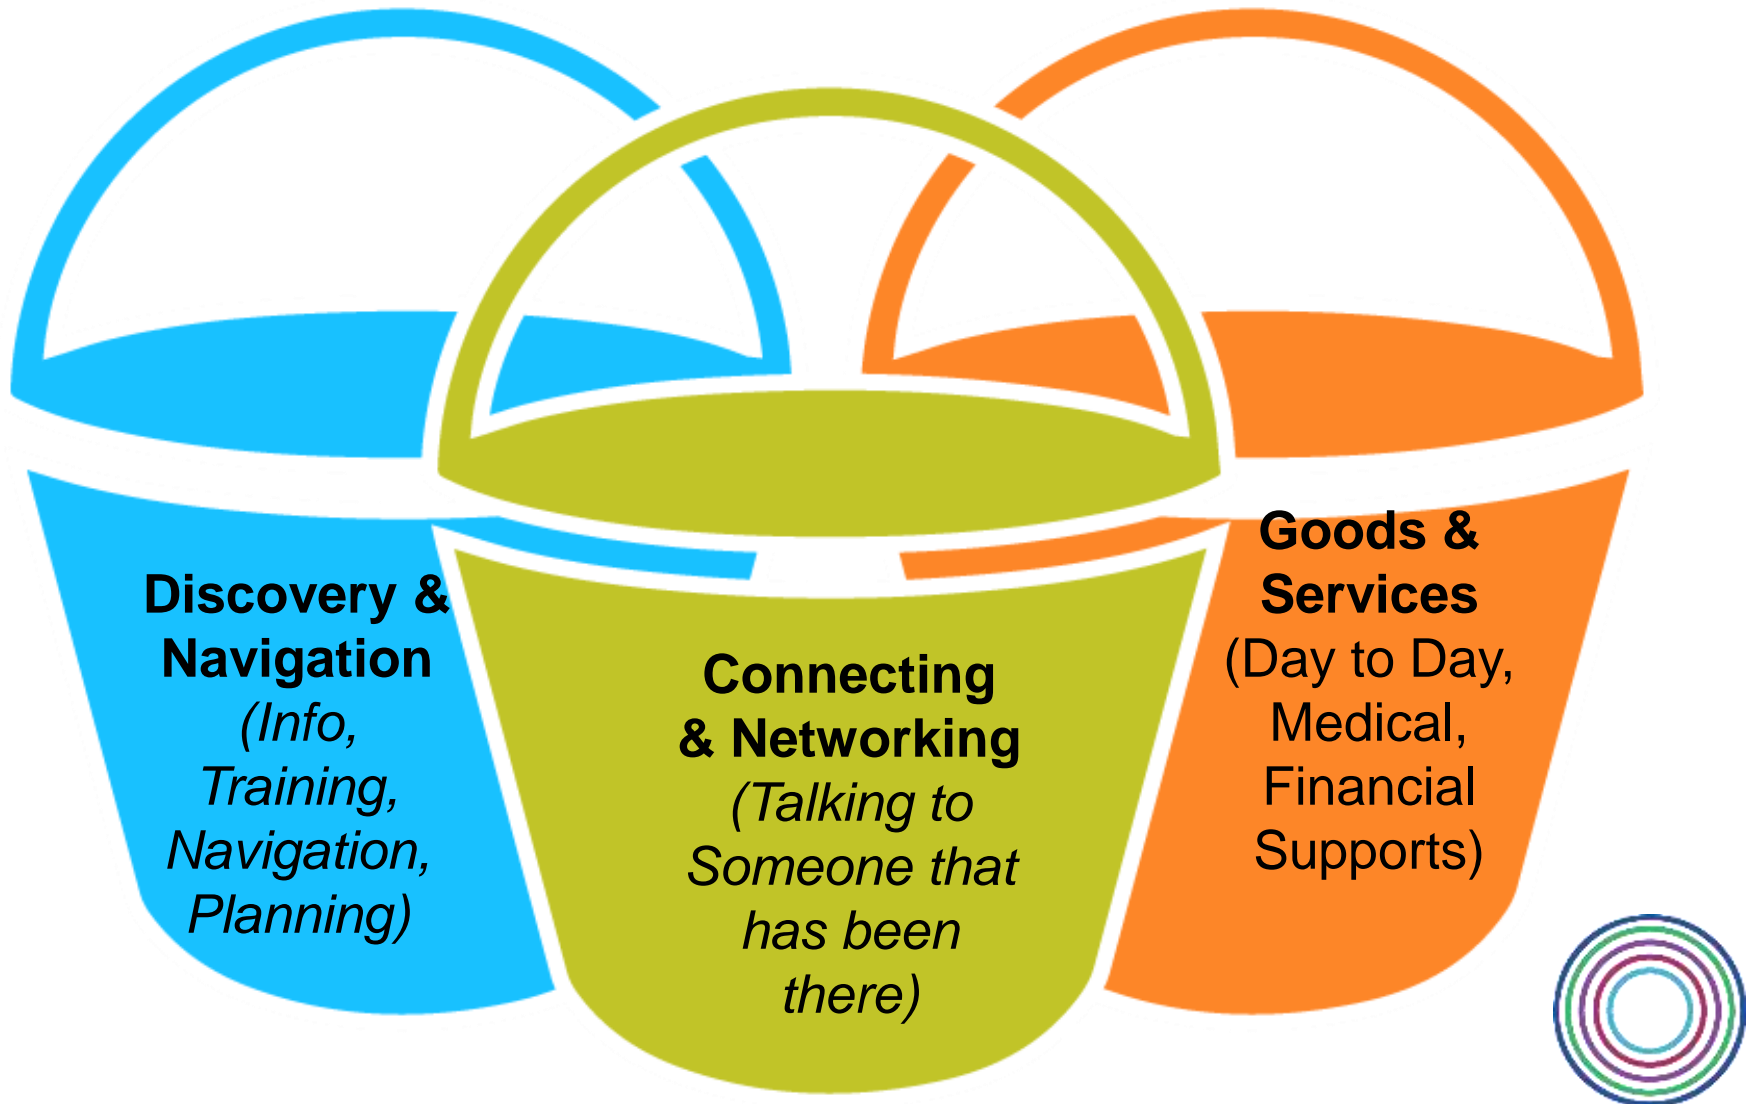 Discovery &
Navigation
(Info,
Training,
Navigation,
Planning)
Connecting
& Networking
(Talking to
Someone that
has been
there)
Goods &
Services
(Day to Day,
Medical,
Financial
Supports)